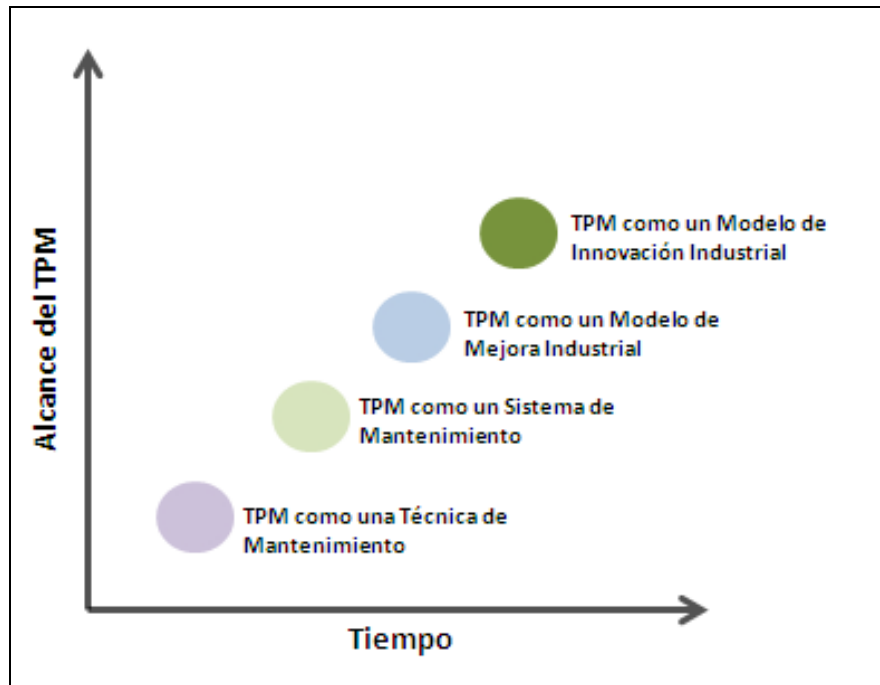 Alcance del TPM
TPM como un Modelo de
Innovación Industrial
TPM como un Modelo de
Mejora Industrial
TPM como un Sistema de
Mantenimiento
TPM como una Técnica de
Mantenimiento
Tiempo